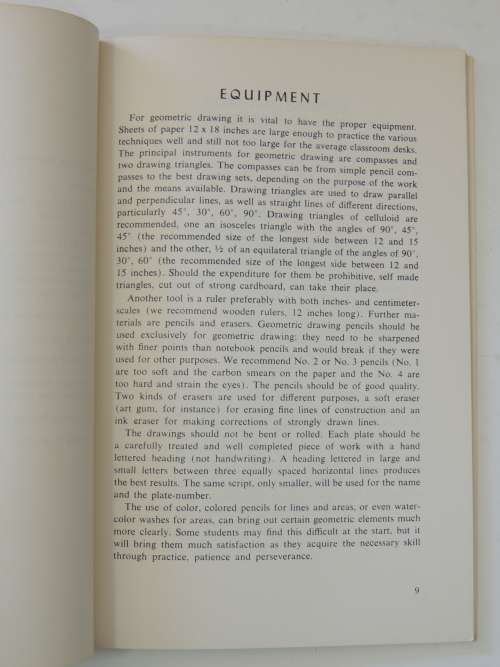 EQUIPMENT
For geometric drawing it is vital to have the proper equipment.
Sheets of paper 12 x 18 inches are large enough to practice the various
techniques well and still not too large for the average classroom desks.
The principal instruments for geometric drawing are compasses and
two drawing triangles. The compasses can be from simple pencil com-
passes to the best drawing sets, depending on the purpose of the work
and the means available. Drawing triangles are used to draw parallel
and perpendicular lines, as well as straight lines of different directions,
particularly 45°, 30°, 60°, 90°. Drawing triangles of celluloid are
recommended, one an isosceles triangle with the angles of 90°, 45°,
45° (the recommended size of the longest side between 12 and 15
inches) and the other, ½ of an equilateral triangle of the angles of 90°,
30°, 60° (the recommended size of the longest side between 12 and
15 inches). Should the expenditure for them be prohibitive, self made
triangles, cut out of strong cardboard, can take their place.
Another tool is a ruler preferably with both inches- and centimeter-
scales (we recommend wooden rulers, 12 inches long). Further ma-
terials are pencils and erasers. Geometric drawing pencils should be
used exclusively for geometric drawing; they need to be sharpened
with finer points than notebook pencils and would break if they were
used for other purposes. We recommend No. 2 or No. 3 pencils (No. 1
are too soft and the carbon smears on the paper and the No. 4 are
too hard and strain the eyes). The pencils should be of good quality.
Two kinds of erasers are used for different purposes, a soft eraser
(art gum, for instance) for erasing fine lines of construction and an
ink eraser for making corrections of strongly drawn lines.
The drawings should not be bent or rolled. Each plate should be
a carefully treated and well completed piece of work with a hand
lettered heading (not handwriting). A heading lettered in large and
small letters between three equally spaced horizontal lines produces
the best results. The same script, only smaller, will be used for the name
and the plate-number.
The use of color, colored pencils for lines and areas, or even water-
color washes for areas, can bring out certain geometric elements much
more clearly. Some students may find this difficult at the start, but it
will bring them much satisfaction as they acquire the necessary skill
through practice, patience and perseverance.
9